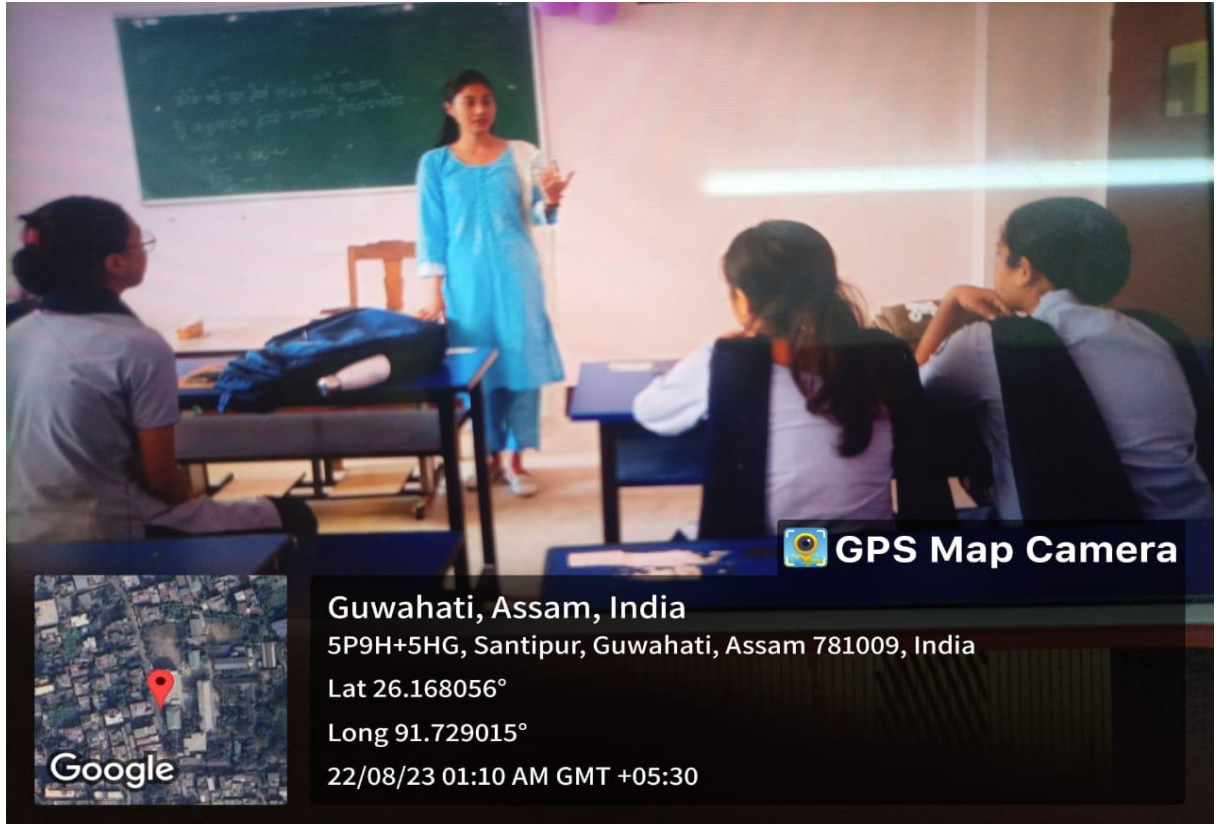 GPS Map Camera
Guwahati, Assam, India
5P9H+5HG, Santipur, Guwahati, Assam 781009, India
Lat 26.168056°
Long 91.729015°
22/08/23 01:10 AM GMT +05:30
Google